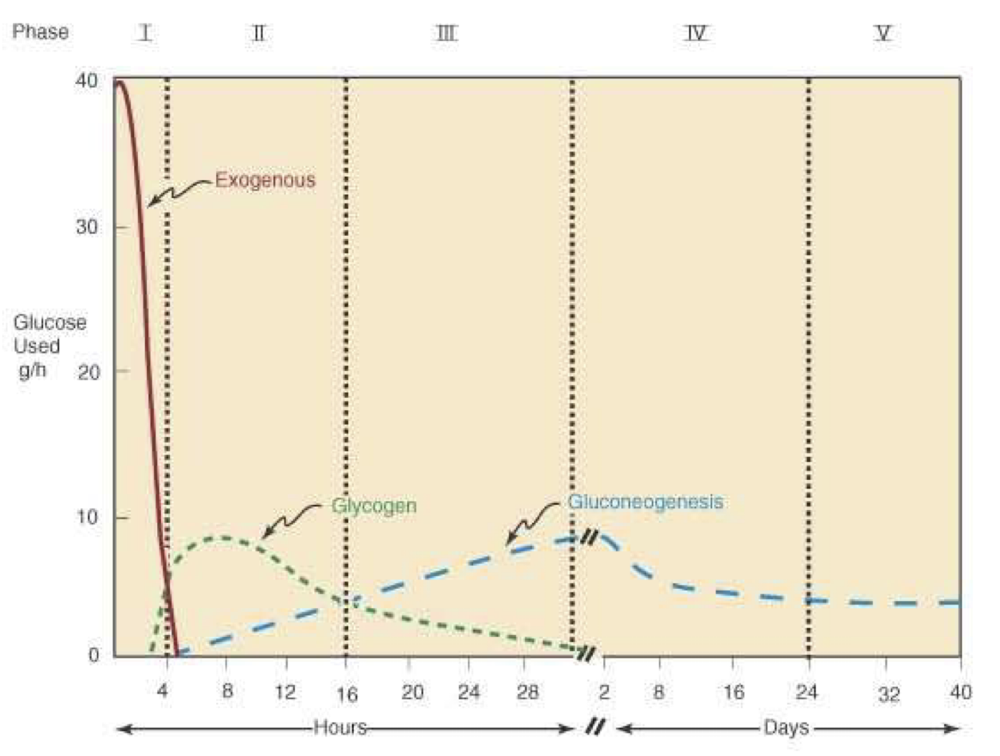 Phase I II III IV V
40
Exogenous
30
Glucose
Used
g/h 20
Glycogen Gluconeogenesis
10
0
4 8 12 16 20 24 28 2 8 16 24 32 40
Hours Days